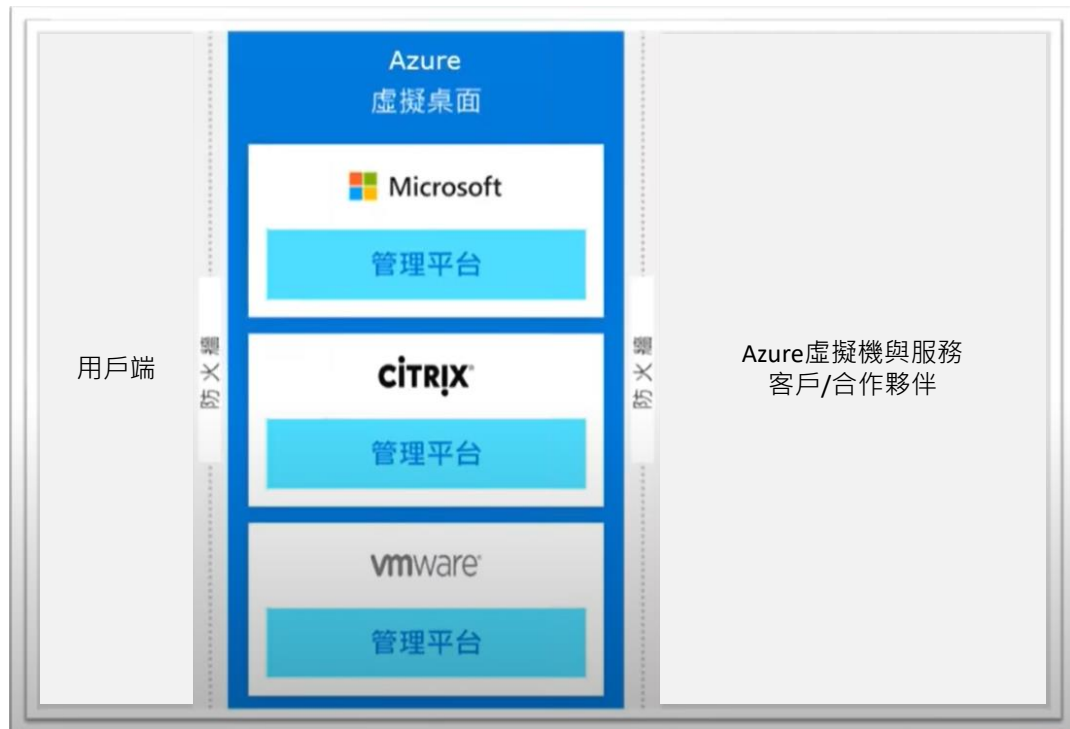 用戶端
防火牆
Azure
虛擬桌面
Microsoft
管理平台
CITRIX
管理平台
vmware
管理平台
防火牆
Azure虛擬機與服務
客戶/合作夥伴